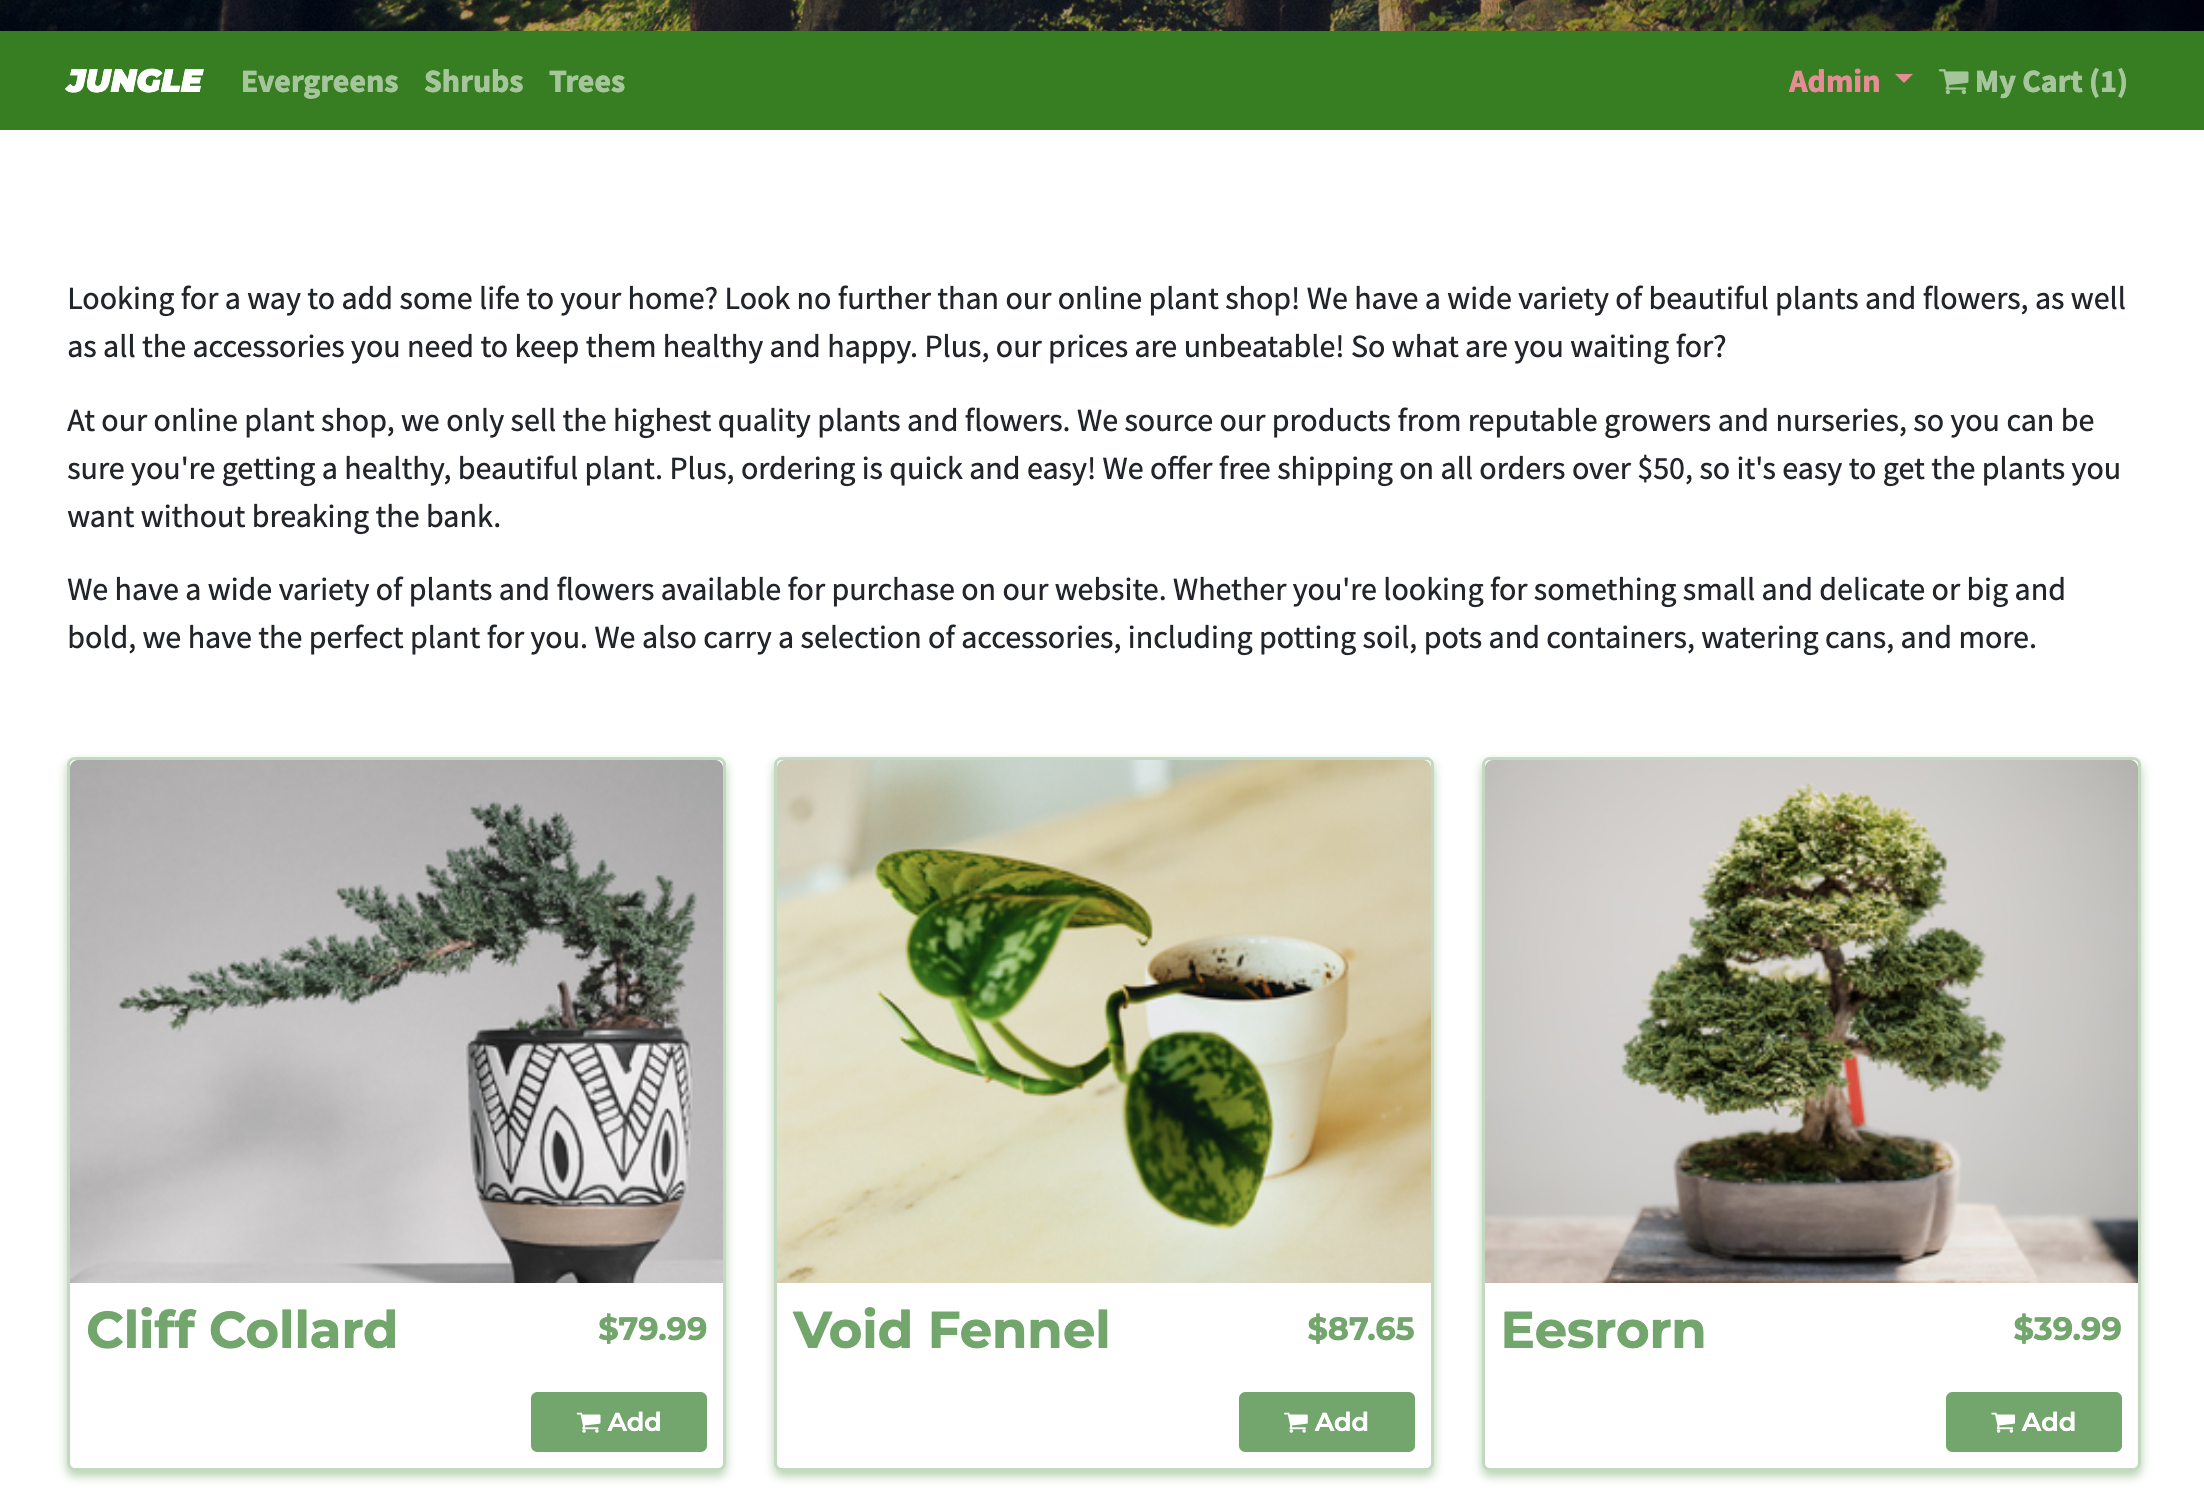 JUNGLE Evergreens Shrubs Trees Admin My Cart (1)
Looking for a way to add some life to your home? Look no further than our online plant shop! We have a wide variety of beautiful plants and flowers, as well
as all the accessories you need to keep them healthy and happy. Plus, our prices are unbeatable! So what are you waiting for?
At our online plant shop, we only sell the highest quality plants and flowers. We source our products from reputable growers and nurseries, so you can be
sure you're getting a healthy, beautiful plant. Plus, ordering is quick and easy! We offer free shipping on all orders over $50, so it's easy to get the plants you
want without breaking the bank.
We have a wide variety of plants and flowers available for purchase on our website. Whether you're looking for something small and delicate or big and
bold, we have the perfect plant for you. We also carry a selection of accessories, including potting soil, pots and containers, watering cans, and more.
Cliff Collard $79.99
Add
Void Fennel $87.65
Add
Eesrorn $39.99
Add